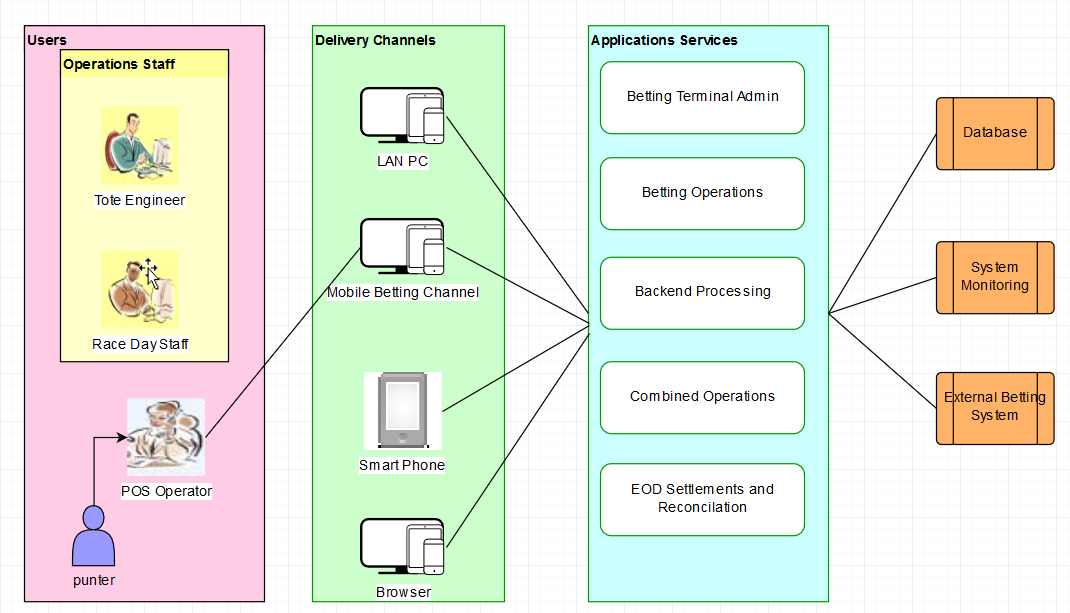 Users
Operations Staff
Tote Engineer
Race Day Staff
POS Operator
punter
Delivery Channels
LAN PC
Mobile Betting Channel
Smart Phone
Browser
Applications Services
Betting Terminal Admin
Betting Operations
Backend Processing
Combined Operations
EOD Settlements and
Reconcilation
Database
System
Monitoring
External Betting
System